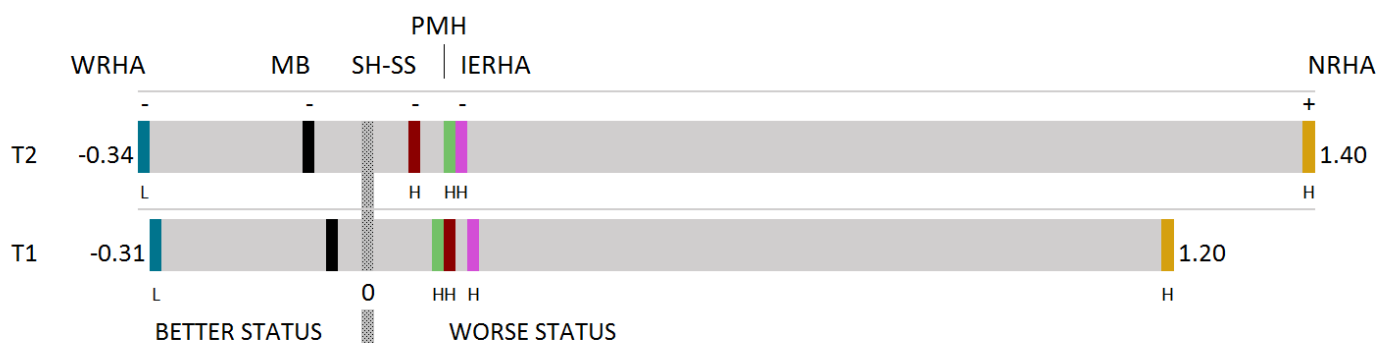 PMH
WRHA MB SH-SS IERHA NRHA
- - - - +
T2 -0.34 1.40
L H HH H
T1 -0.31 1.20
L 0 HH H H
BETTER STATUS WORSE STATUS